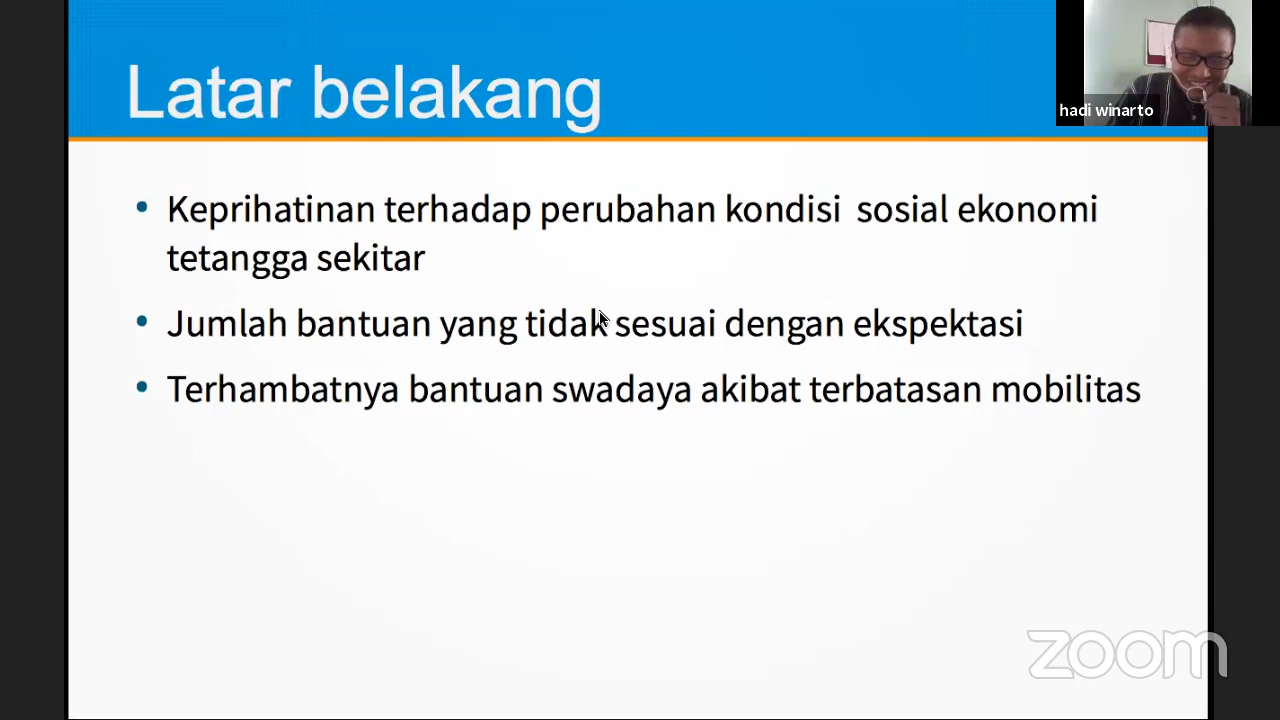 Latar belakang
hadi winarto
• Keprihatinan terhadap perubahan kondisi sosial ekonomi
tetangga sekitar
• Jumlah bantuan yang tidak sesuai dengan ekspektasi
• Terhambatnya bantuan swadaya akibat terbatasan mobilitas
zoom